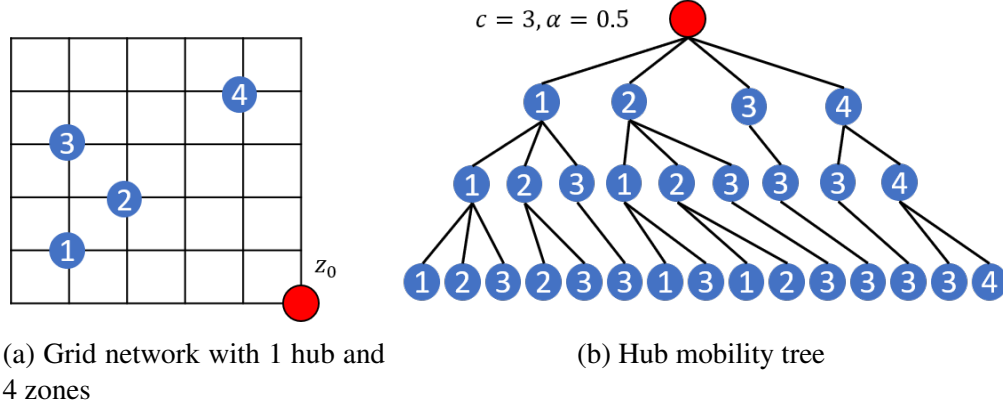 c = 3, α = 0.5
4
3
2
1
z₀
1 2 3 4
1 2 3 1 2 3 3 3 4
1 2 3 2 3 3 1 3 1 2 3 3 3 3 4
(a) Grid network with 1 hub and
4 zones
(b) Hub mobility tree